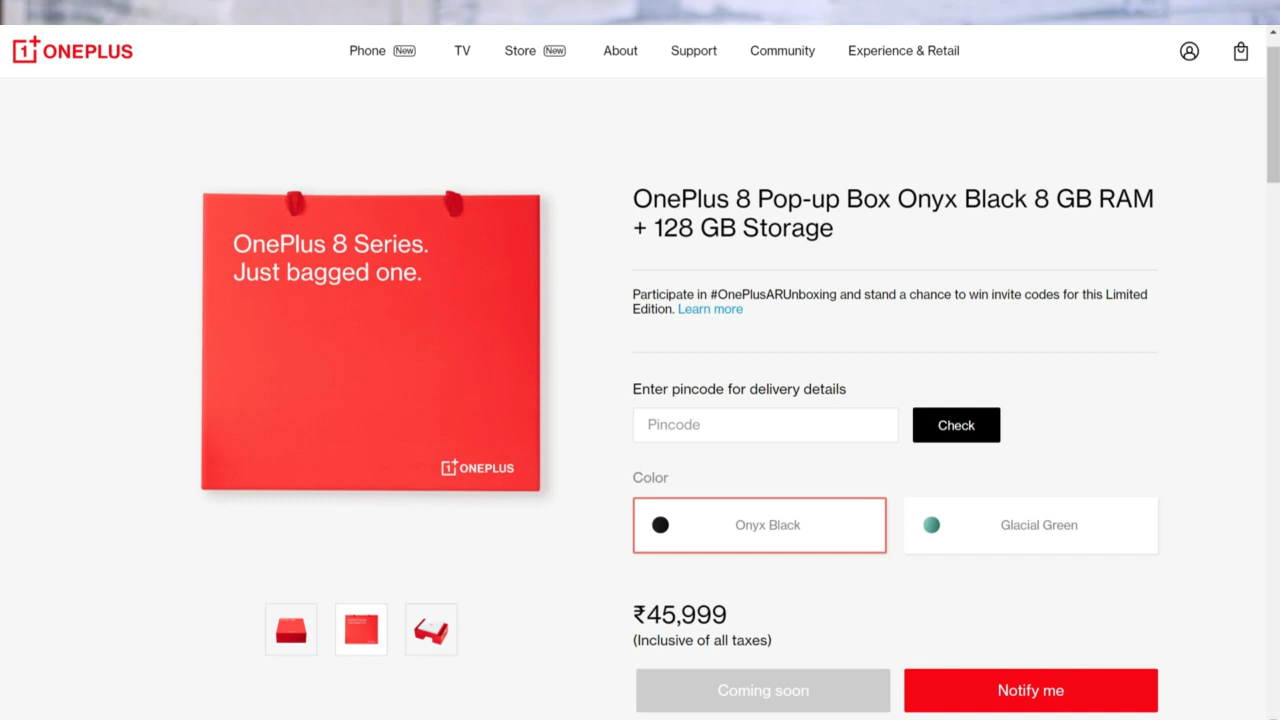 ONEPLUS
Phone New TV Store New About Support Community Experience & Retail
OnePlus 8 Series.
Just bagged one.
ONEPLUS
OnePlus 8 Pop-up Box Onyx Black 8 GB RAM
+ 128 GB Storage
Participate in #OnePlusARUnboxing and stand a chance to win invite codes for this Limited
Edition. Learn more
Enter pincode for delivery details
Pincode Check
Color
Onyx Black Glacial Green
₹45,999
(Inclusive of all taxes)
Coming soon Notify me